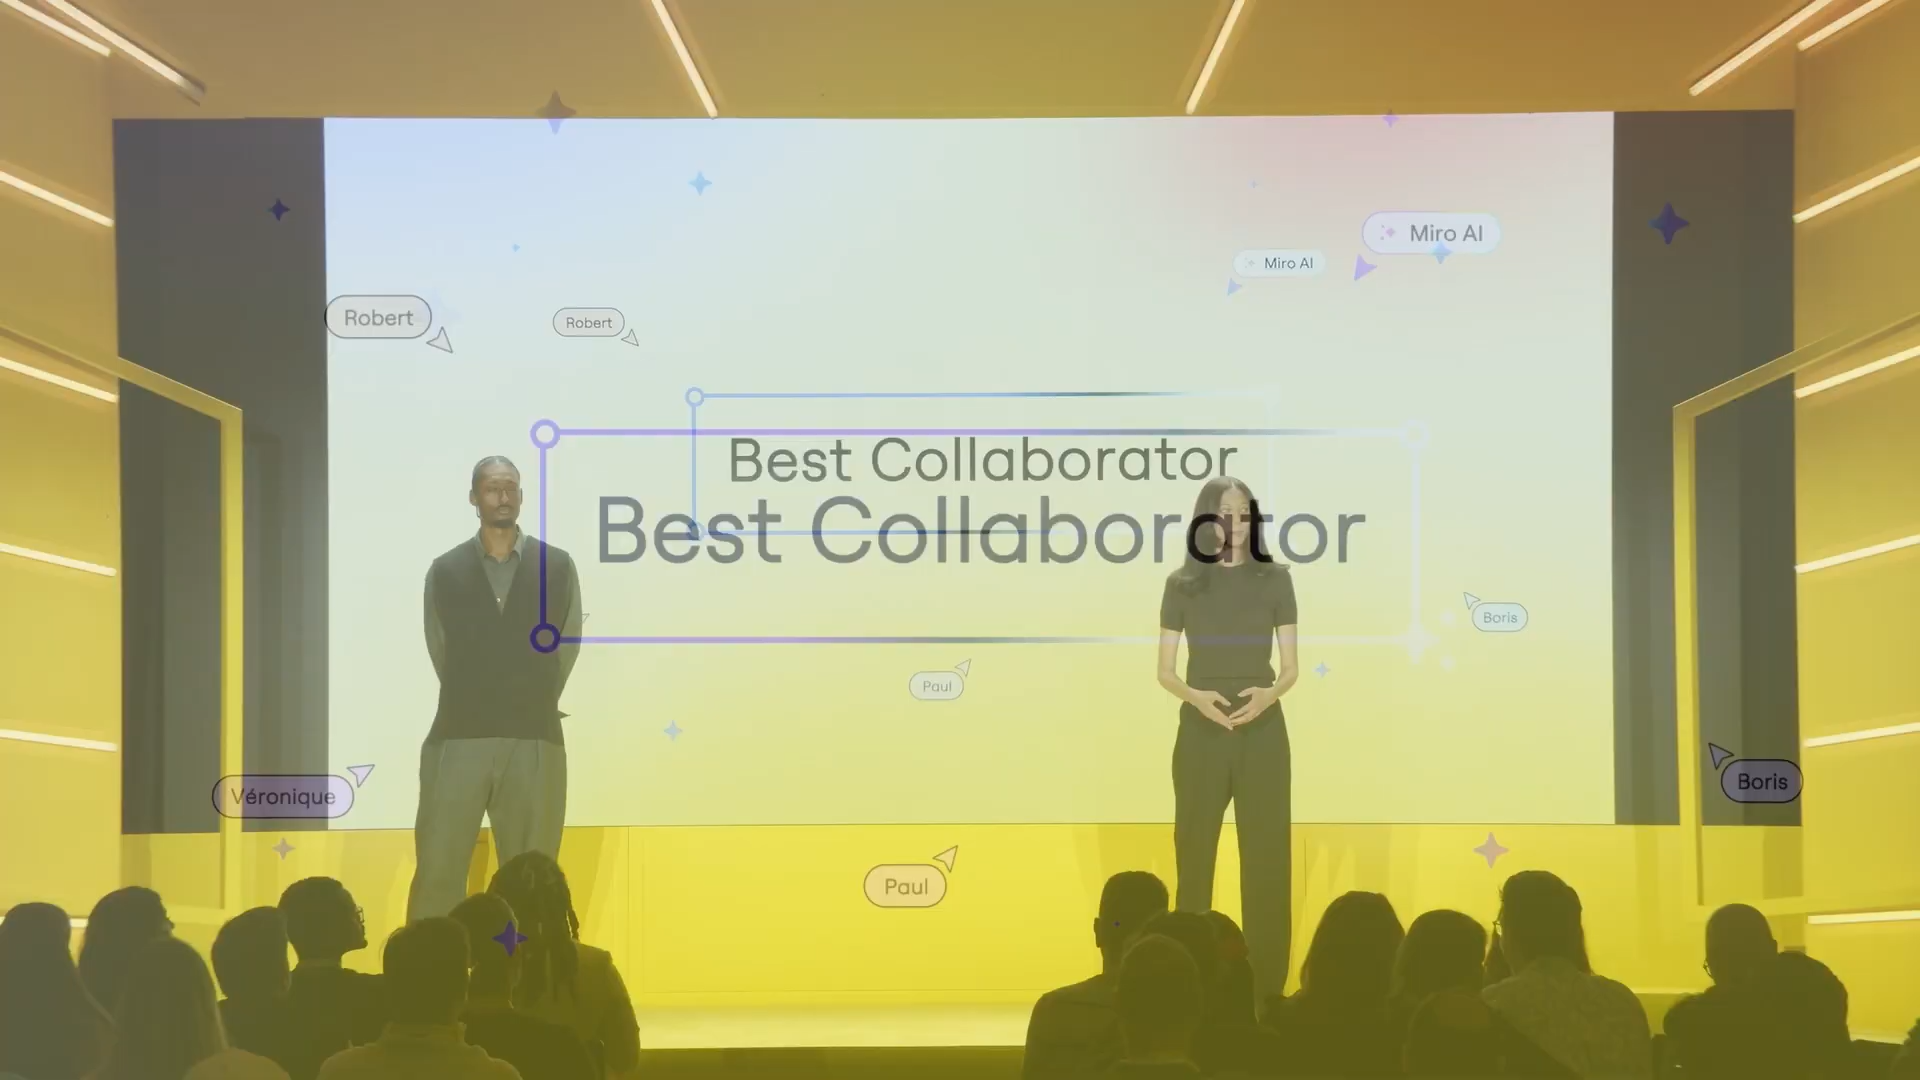 Miro AI
Miro AI
Robert
Robert
Best Collaborator
Best Collaborator
Boris
Paul
Véronique
Boris
Paul